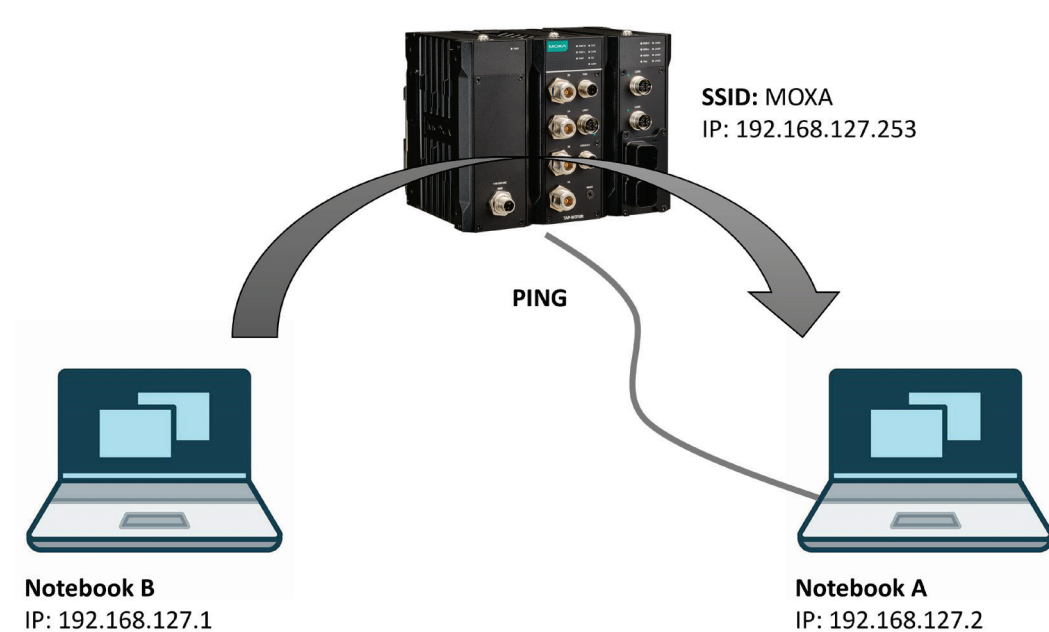 MOXA
SSID: MOXA
IP: 192.168.127.253
PING
Notebook B
IP: 192.168.127.1
Notebook A
IP: 192.168.127.2